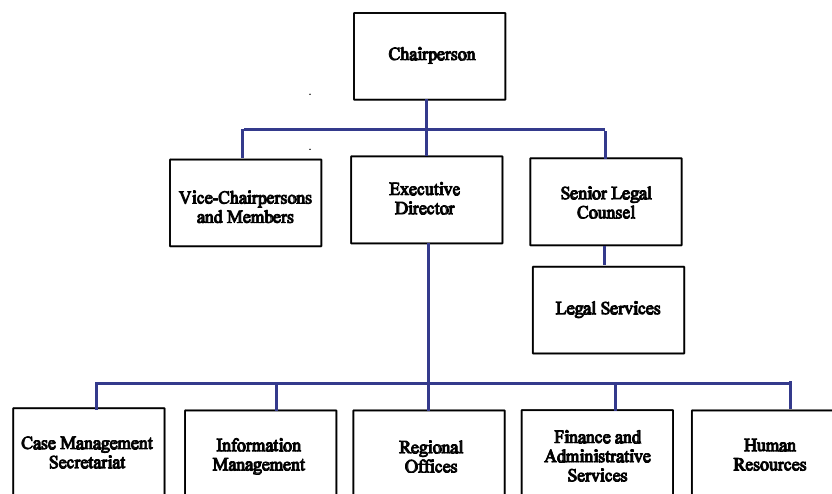 Chairperson
Vice-Chairpersons
and Members
Executive
Director
Senior Legal
Counsel
Legal Services
Case Management
Secretariat
Information
Management
Regional
Offices
Finance and
Administrative
Services
Human
Resources